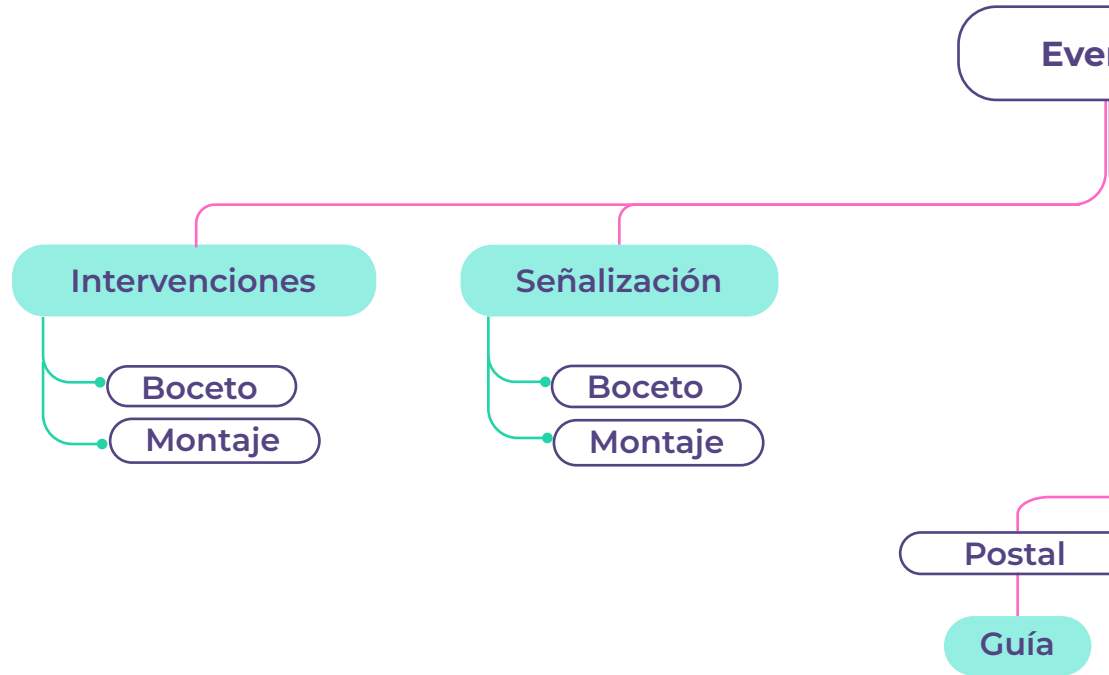 Intervenciones
Señalización
Boceto
Boceto
Montaje
Montaje
Postal
Guía